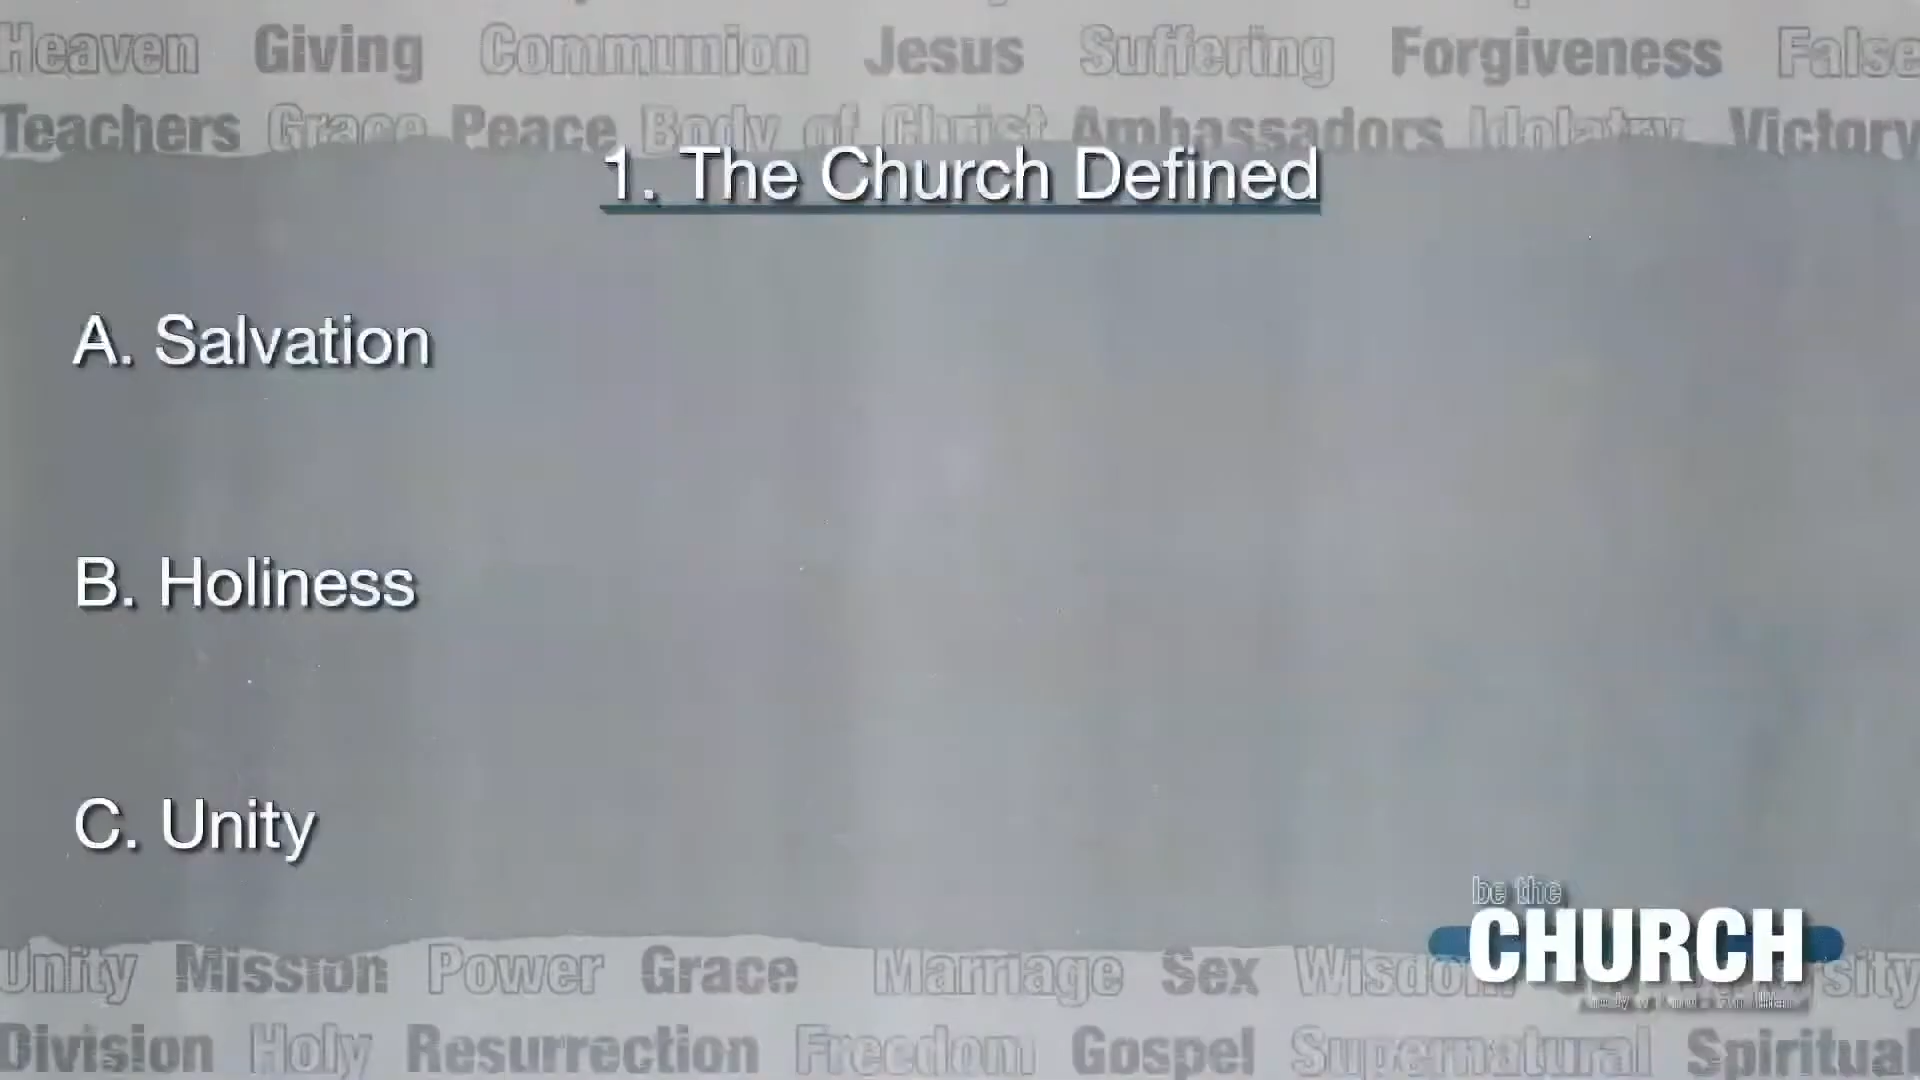 Heaven Giving Communion Jesus Suffering Forgiveness False
Teachers Grace Peace Body of Christ Ambassadors Idolatry Victory
1. The Church Defined
A. Salvation
B. Holiness
C. Unity
be the
CHURCH
Unity Mission Power Grace Marriage Sex
Division Holy Resurrection Freedom Gospel Supernatural Spiritual